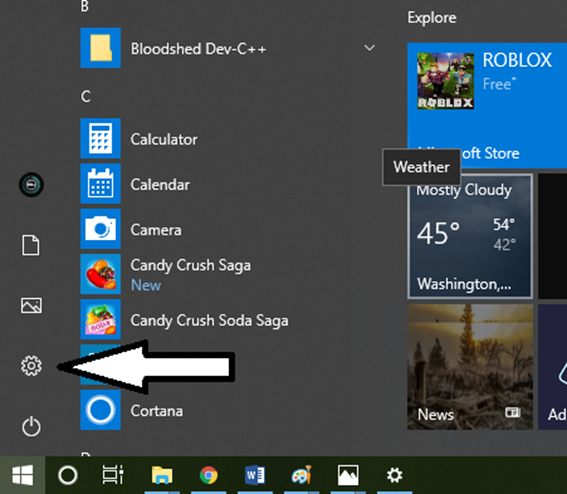 B
Bloodshed Dev-C++
C
Calculator
Calendar
Camera
Candy Crush Saga
New
Candy Crush Soda Saga
Cortana
Explore
ROBLOX
ROBLOX
Free*
Weather
oft Store
Mostly Cloudy
45° 54°
42°
Washington,...
News
Ad